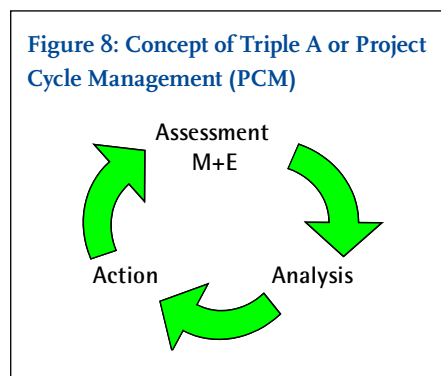 Figure 8: Concept of Triple A or Project
Cycle Management (PCM)
Assessment
M+E
Action
Analysis